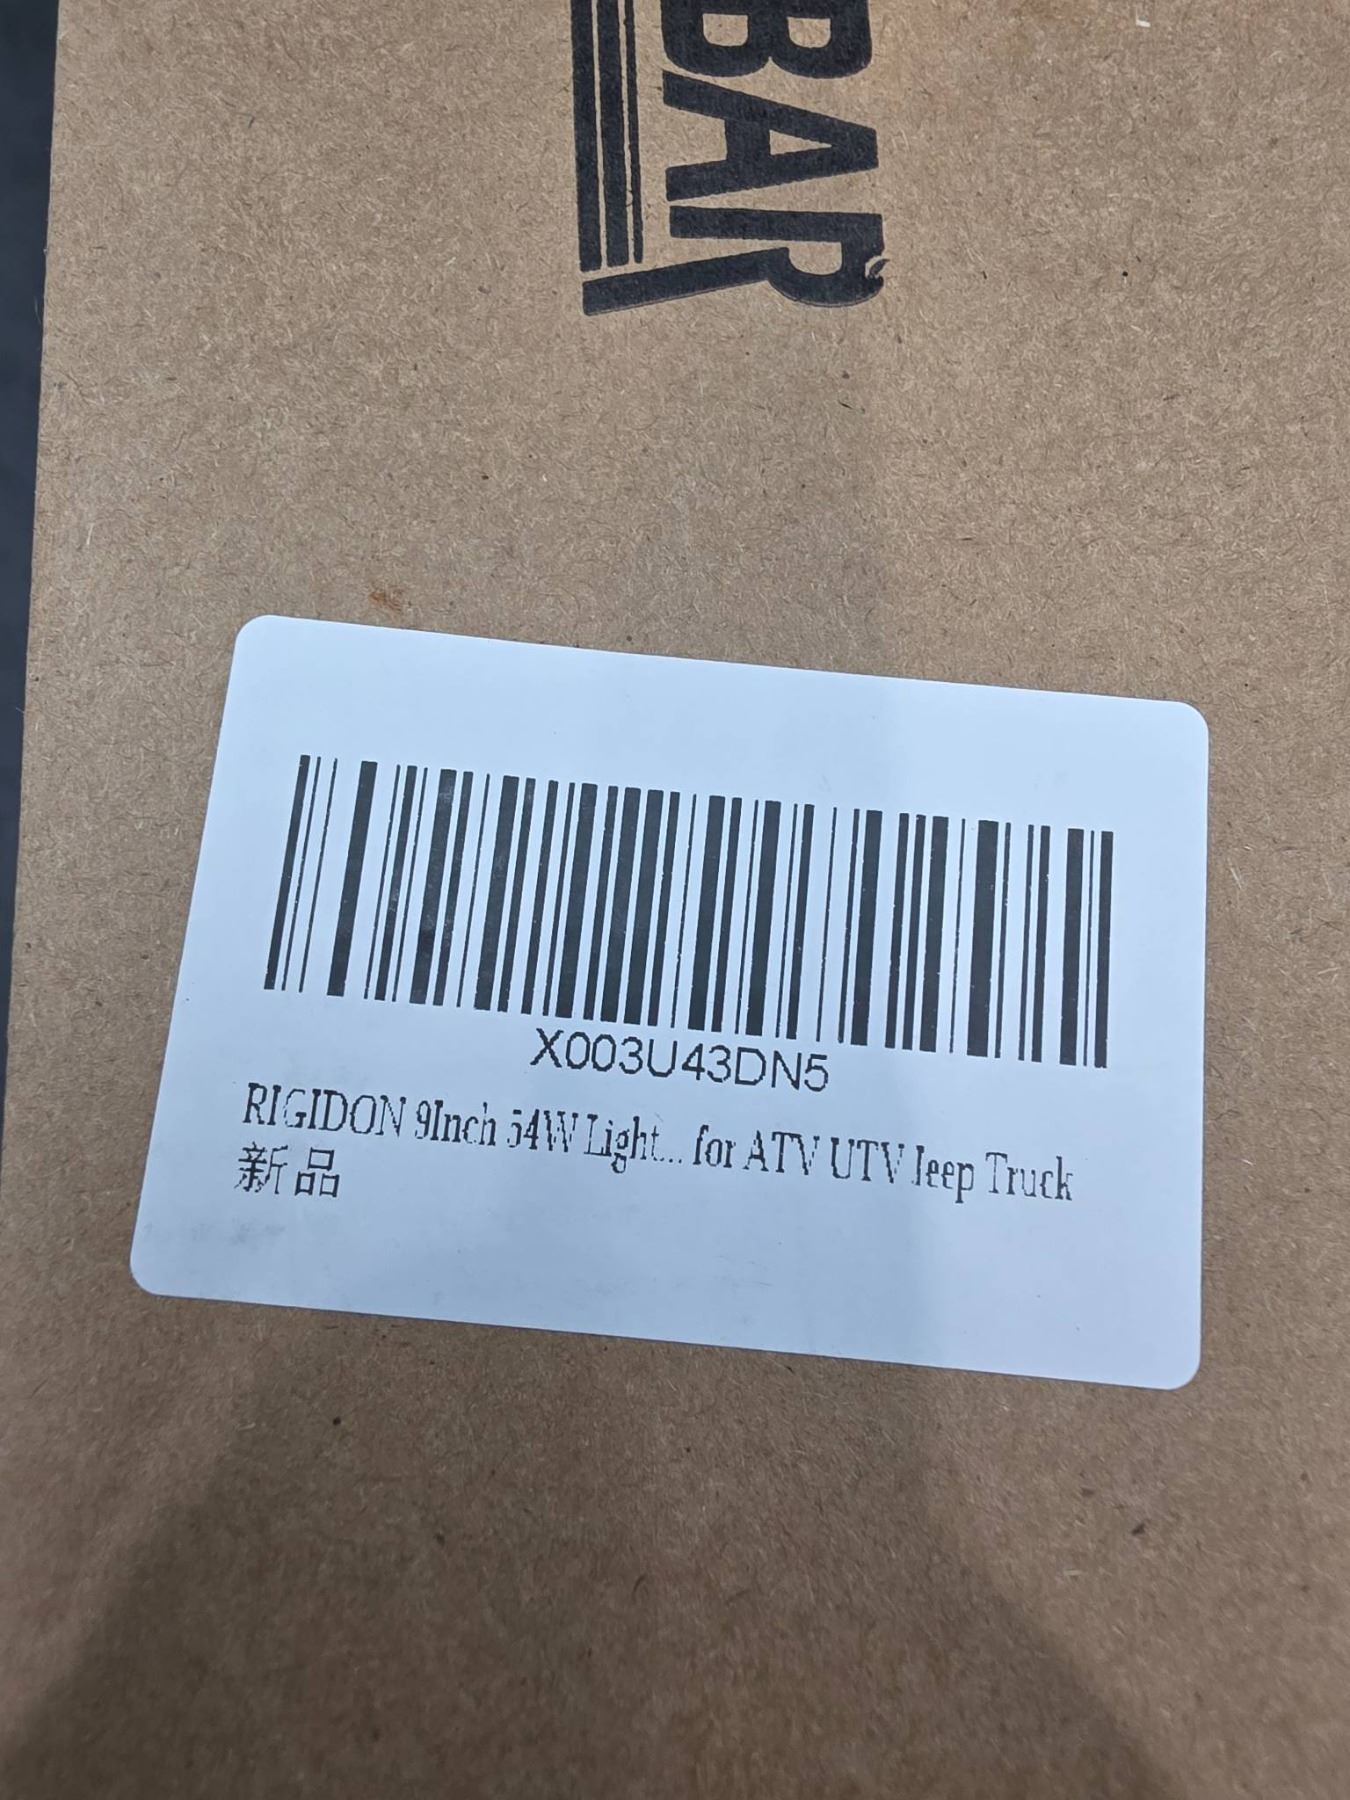 BAR
X003U43DN5
RIGIDON 9Inch 54W Light... for ATV UTV Jeep Truck
新品